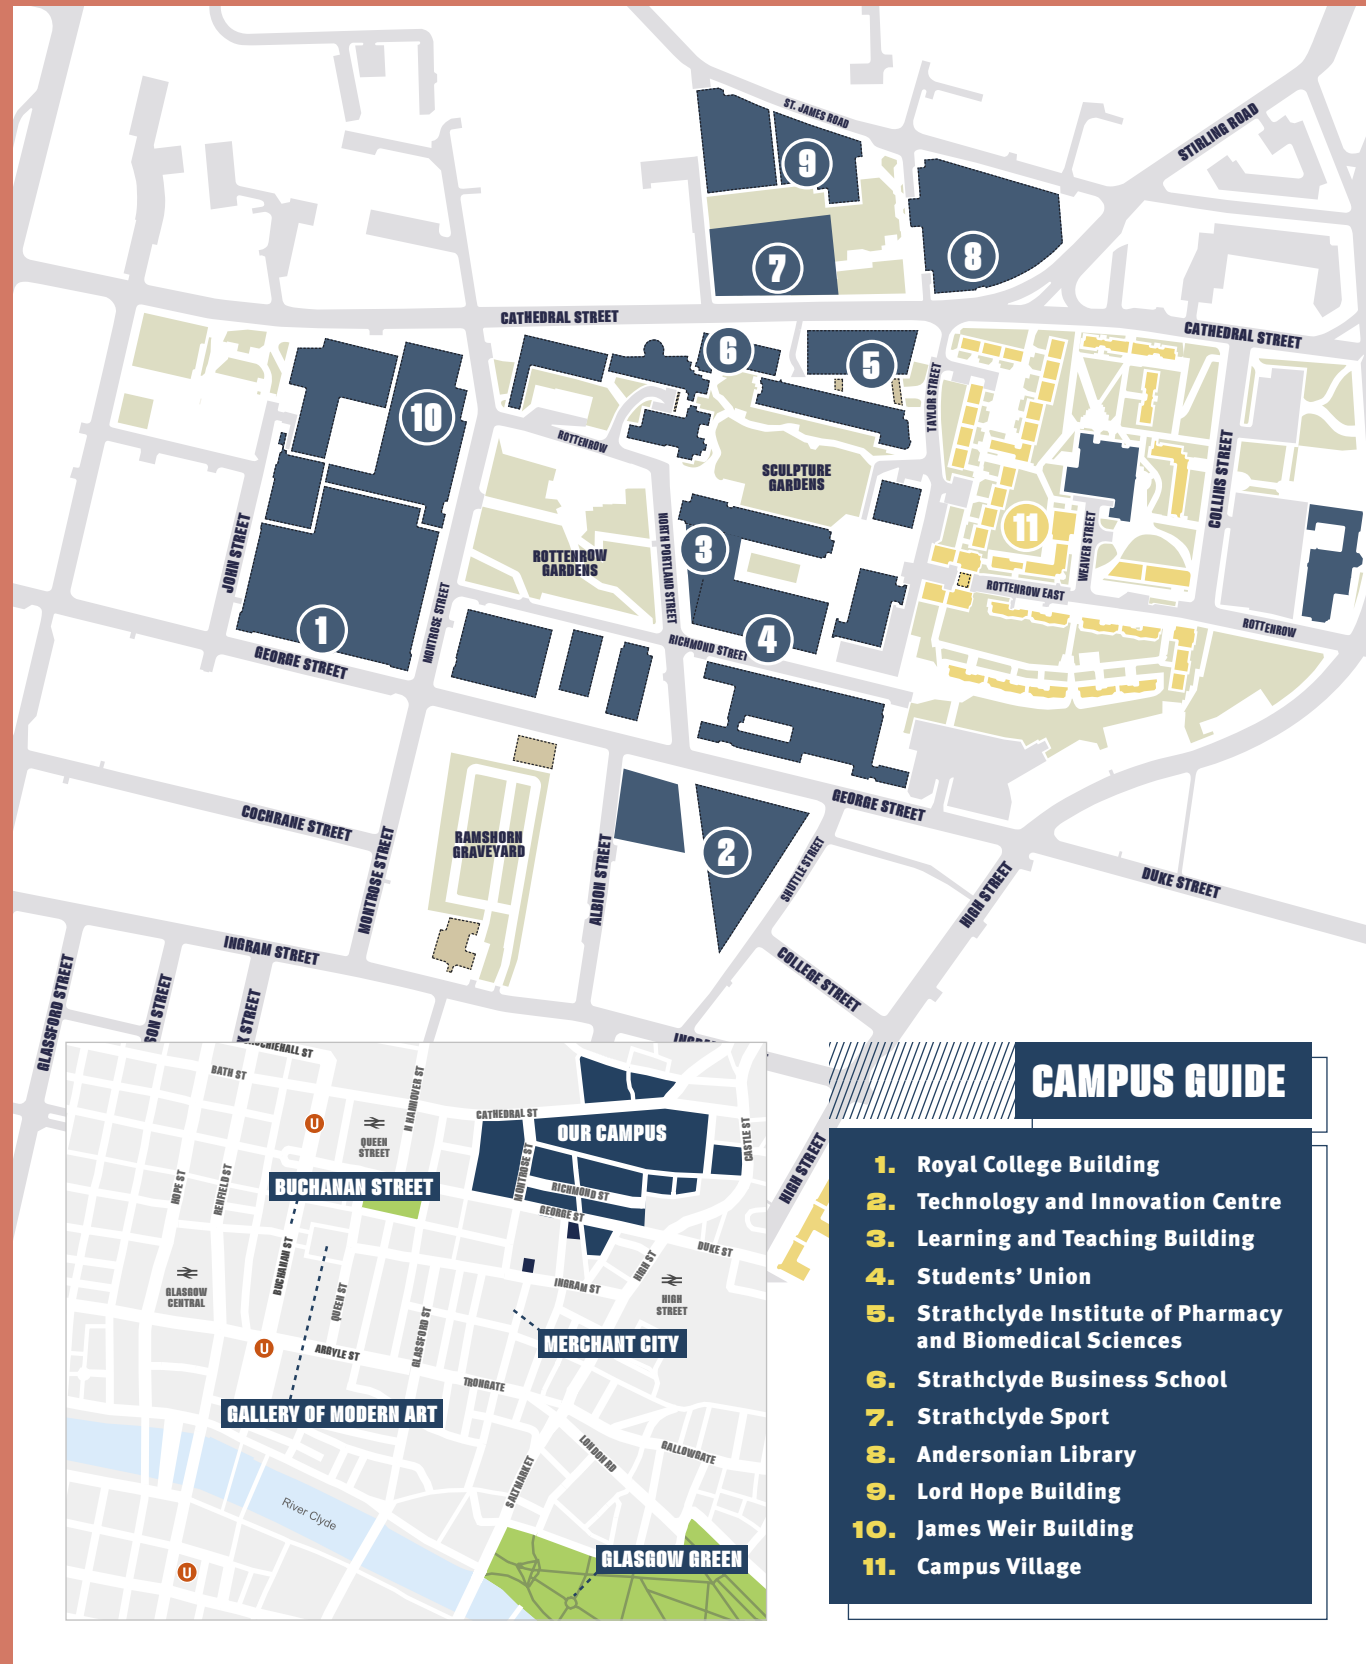 ST. JAMES ROAD
STIRLING ROAD
9
8
7
CATHEDRAL STREET
CATHEDRAL STREET
6
5
TAYLOR STREET
10
ROTTENROW
SCULPTURE
GARDENS
COLLINS STREET
11
JOHN STREET
NORTH PORTLAND STREET
3
WEAVER STREET
ROTTENROW
GARDENS
ROTTENROW EAST
MONTROSE STREET
1
4
RICHMOND STREET
ROTTENROW
GEORGE STREET
GEORGE STREET
COCHRANE STREET
RAMSHORN
GRAVEYARD
MONTROSE STREET
ALBION STREET
2
SHUTTLE STREET
HIGH STREET
DUKE STREET
INGRAM STREET
COLLEGE STREET
GLASSFORD STREET
SON STREET
K STREET
HIGH STREET
BATH ST
N HANNOVER ST
U
QUEEN
STREET
CATHEDRAL ST
OUR CAMPUS
CASTLE ST
MONTROSE ST
HOPE ST
RENFIELD ST
BUCHANAN STREET
RICHMOND ST
GEORGE ST
BUCHANAN ST
DUKE ST
HIGH ST
GLASGOW
CENTRAL
QUEEN ST
INGRAM ST
HIGH
STREET
GLASSFORD ST
U
ARGYLE ST
MERCHANT CITY
TRONGATE
GALLERY OF MODERN ART
LONDON RD
GALLOWGATE
SALTMARKET
River Clyde
GLASGOW GREEN
U
CAMPUS GUIDE
1. Royal College Building
2. Technology and Innovation Centre
3. Learning and Teaching Building
4. Students’ Union
5. Strathclyde Institute of Pharmacy
and Biomedical Sciences
6. Strathclyde Business School
7. Strathclyde Sport
8. Andersonian Library
9. Lord Hope Building
10. James Weir Building
11. Campus Village